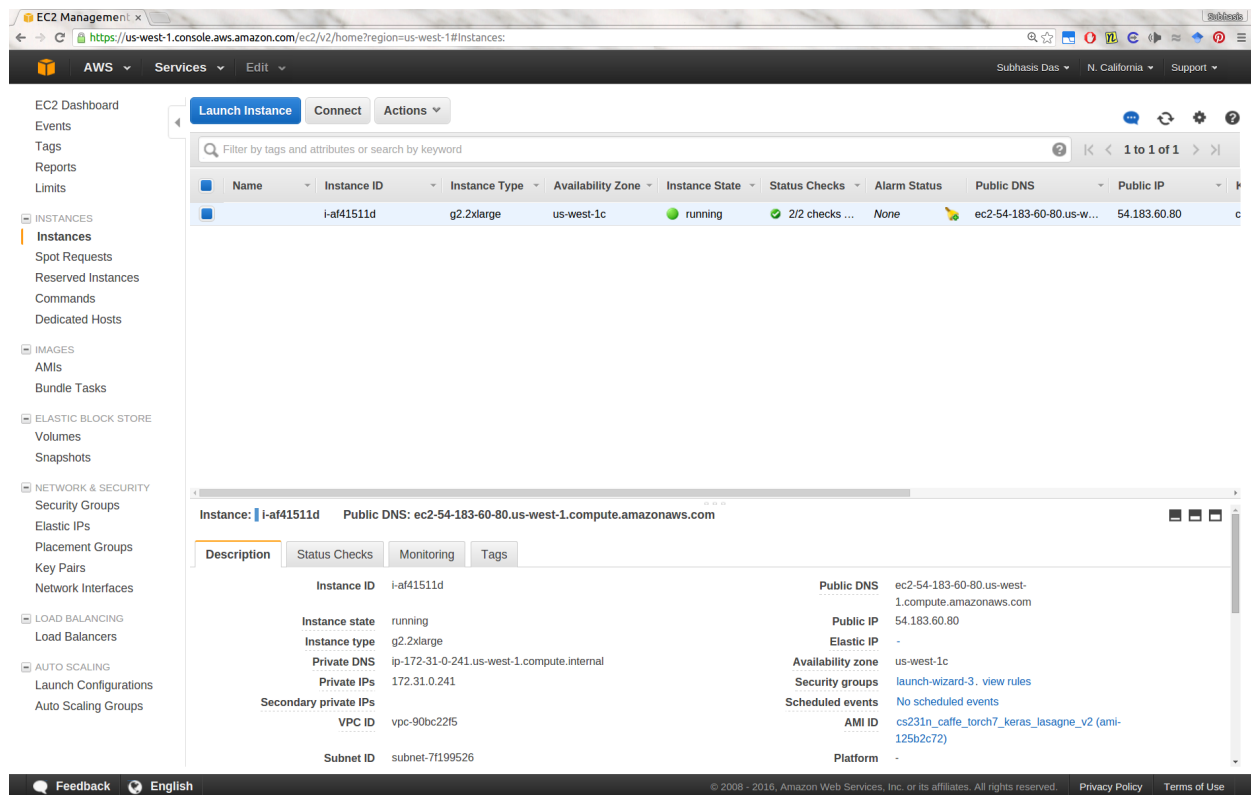 EC2 Management ×
Subhasis
https://us-west-1.console.aws.amazon.com/ec2/v2/home?region=us-west-1#Instances:
AWS Services Edit Subhasis Das N. California Support
EC2 Dashboard
Events
Tags
Reports
Limits
INSTANCES
Instances
Spot Requests
Reserved Instances
Commands
Dedicated Hosts
IMAGES
AMIs
Bundle Tasks
ELASTIC BLOCK STORE
Volumes
Snapshots
NETWORK & SECURITY
Security Groups
Elastic IPs
Placement Groups
Key Pairs
Network Interfaces
LOAD BALANCING
Load Balancers
AUTO SCALING
Launch Configurations
Auto Scaling Groups
Launch Instance Connect Actions
Filter by tags and attributes or search by keyword 1 to 1 of 1
Name Instance ID Instance Type Availability Zone Instance State Status Checks Alarm Status Public DNS Public IP
i-af41511d g2.2xlarge us-west-1c running 2/2 checks ... None ec2-54-183-60-80.us-w... 54.183.60.80
Instance: i-af41511d Public DNS: ec2-54-183-60-80.us-west-1.compute.amazonaws.com
Description Status Checks Monitoring Tags
Instance ID i-af41511d Public DNS ec2-54-183-60-80.us-west-
1.compute.amazonaws.com
Instance state running Public IP 54.183.60.80
Instance type g2.2xlarge Elastic IP -
Private DNS ip-172-31-0-241.us-west-1.compute.internal Availability zone us-west-1c
Private IPs 172.31.0.241 Security groups launch-wizard-3. view rules
Secondary private IPs Scheduled events No scheduled events
VPC ID vpc-90bc22f5 AMI ID cs231n_caffe_torch7_keras_lasagne_v2 (ami-
125b2c72)
Subnet ID subnet-7f199526 Platform -
Feedback English © 2008 - 2016, Amazon Web Services, Inc. or its affiliates. All rights reserved. Privacy Policy Terms of Use